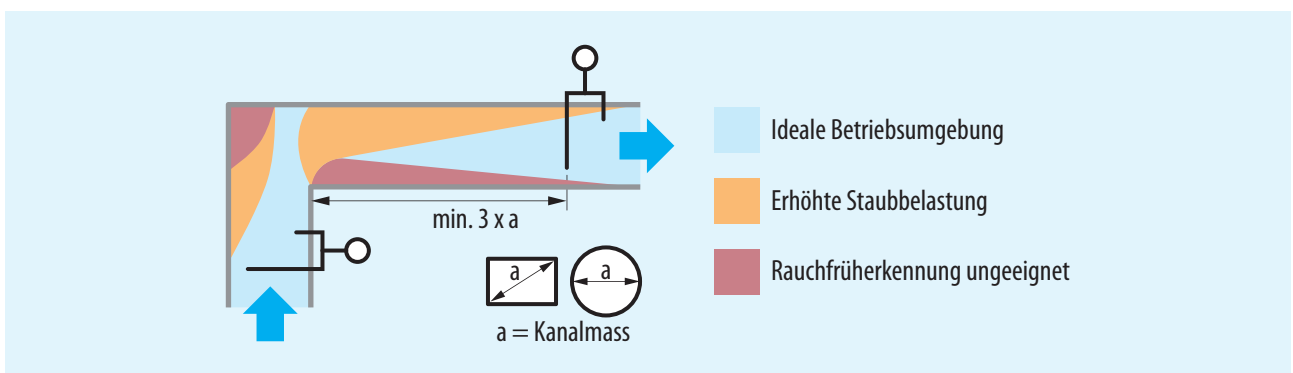 Ideale Betriebsumgebung
Erhöhte Staubbelastung
min. 3 x a
a
a
Rauchfrüherkennung ungeeignet
a = Kanalmass